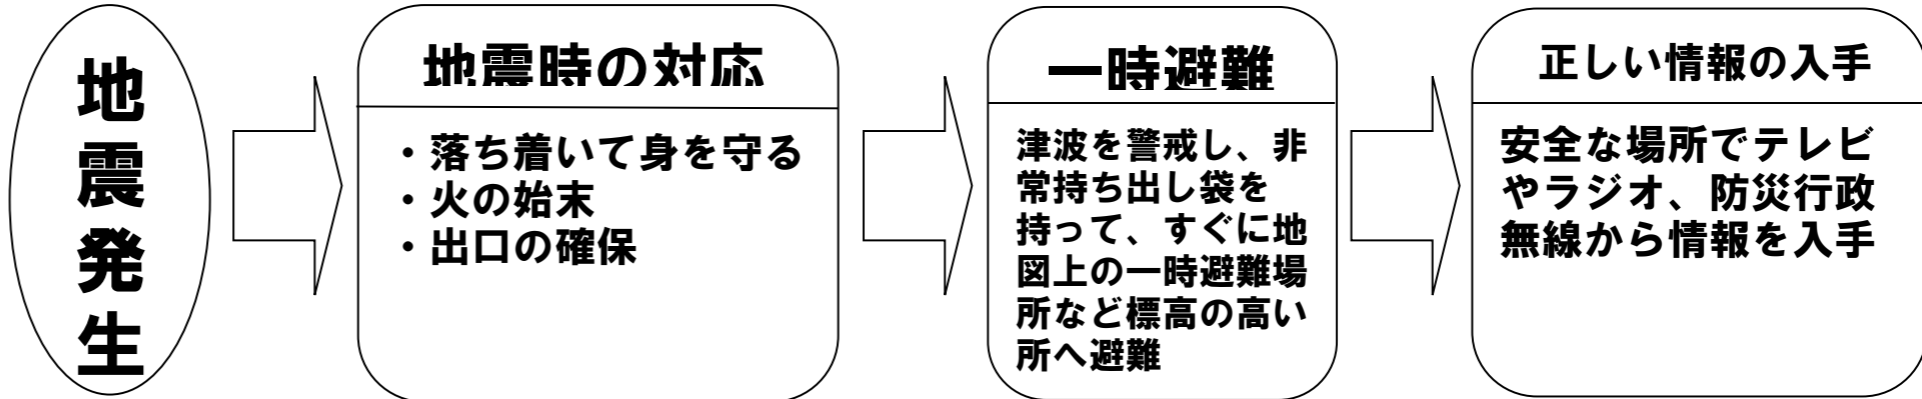 地震発生
地震時の対応
・落ち着いて身を守る
・火の始末
・出口の確保
一時避難
津波を警戒し、非
常持ち出し袋を
持って、すぐに地
図上の一時避難場
所など標高の高い
所へ避難
正しい情報の入手
安全な場所でテレビ
やラジオ、防災行政
無線から情報を入手